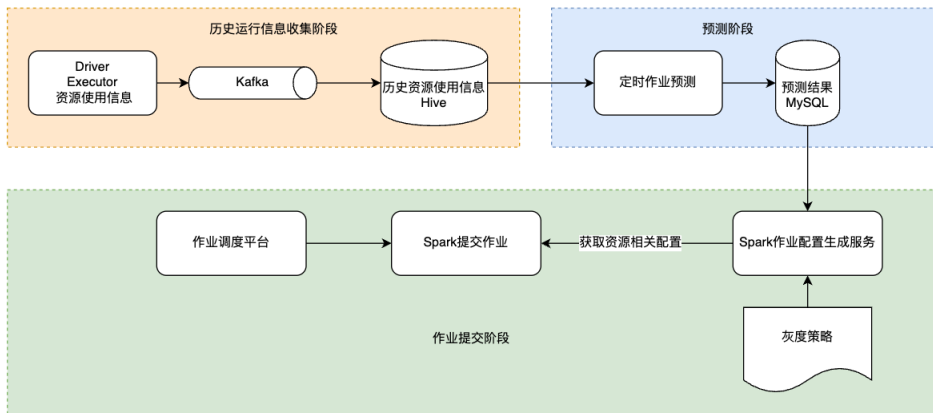 历史运行信息收集阶段
Driver
Executor
资源使用信息
Kafka
历史资源使用信息
Hive
预测阶段
定时作业预测
预测结果
MySQL
作业调度平台
Spark提交作业
获取资源相关配置
Spark作业配置生成服务
灰度策略
作业提交阶段